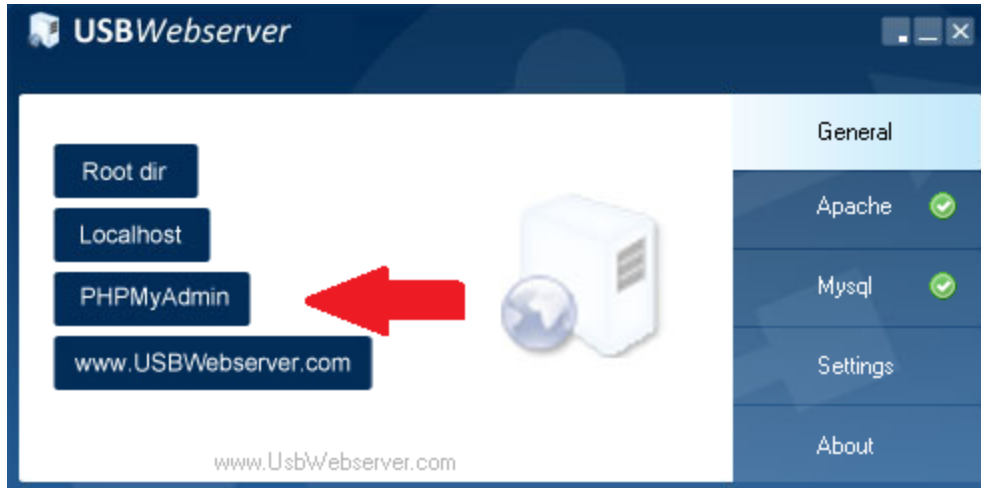 USBWebserver
Root dir
Localhost
PHPMyAdmin
www.USBWebserver.com
www.UsbWebserver.com
General
Apache
Mysql
Settings
About